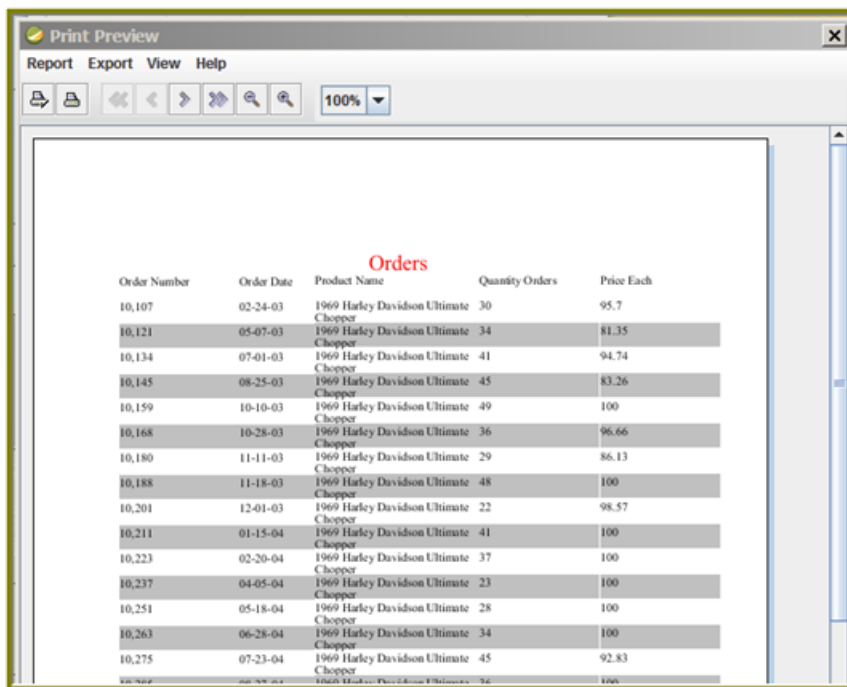 Print Preview
Report Export View Help
100%
Orders
Order Number Order Date Product Name Quantity Orders Price Each
10,107 02-24-03 1969 Harley Davidson Ultimate 30 95.7
Chopper
10,121 05-07-03 1969 Harley Davidson Ultimate 34 81.35
Chopper
10,134 07-01-03 1969 Harley Davidson Ultimate 41 94.74
Chopper
10,145 08-25-03 1969 Harley Davidson Ultimate 45 83.26
Chopper
10,159 10-10-03 1969 Harley Davidson Ultimate 49 100
Chopper
10,168 10-28-03 1969 Harley Davidson Ultimate 36 96.66
Chopper
10,180 11-11-03 1969 Harley Davidson Ultimate 29 86.13
Chopper
10,188 11-18-03 1969 Harley Davidson Ultimate 48 100
Chopper
10,201 12-01-03 1969 Harley Davidson Ultimate 22 98.57
Chopper
10,211 01-15-04 1969 Harley Davidson Ultimate 41 100
Chopper
10,223 02-20-04 1969 Harley Davidson Ultimate 37 100
Chopper
10,237 04-05-04 1969 Harley Davidson Ultimate 23 100
Chopper
10,251 05-18-04 1969 Harley Davidson Ultimate 28 100
Chopper
10,263 06-28-04 1969 Harley Davidson Ultimate 34 100
Chopper
10,275 07-23-04 1969 Harley Davidson Ultimate 45 92.83
Chopper
1969 Harley Davidson Ultimate 100